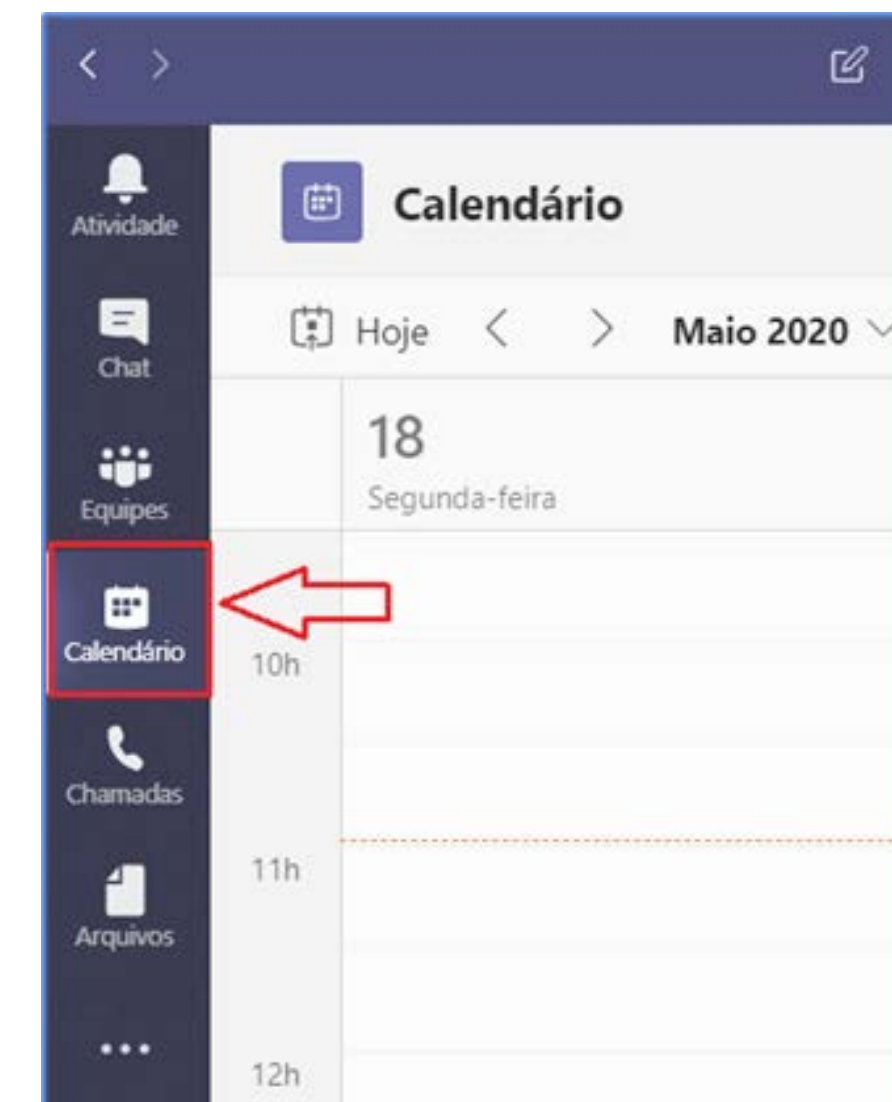 Atividade
Calendário
Chat
Hoje
Maio 2020
Equipes
18
Segunda-feira
Calendário
10h
Chamadas
11h
Arquivos
12h